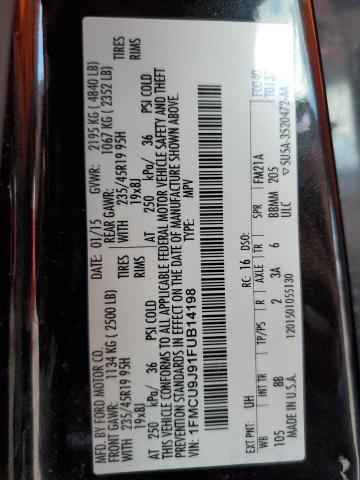 MFD. BY FORD MOTOR CO.
DATE: 01/15 GVWR: 2195 KG ( 4840 LB)
FRONT GAWR: 1134 KG ( 2500 LB) REAR GAWR: 1067 KG ( 2352 LB)
WITH 235/45R19 95H TIRES WITH 235/45R19 95H TIRES
19x8J RIMS 19x8J RIMS
AT 250 kPa/ 36 PSI COLD AT 250 kPa/ 36 PSI COLD
THIS VEHICLE CONFORMS TO ALL APPLICABLE FEDERAL MOTOR VEHICLE SAFETY AND THEFT
PREVENTION STANDARDS IN EFFECT ON THE DATE OF MANUFACTURE SHOWN ABOVE.
VIN: 1FMCU9J91FUB14198 TYPE: MPV
F0040
T0137
EXT PNT: UH RC: 16 DSO: FM21A
WB INT TR TP/PS R AXLE TR SPR
105 8B 2 3A 6 BBMM 205
MADE IN U.S.A. 1201501055130 ULC ▽5U5A-3520472-AA